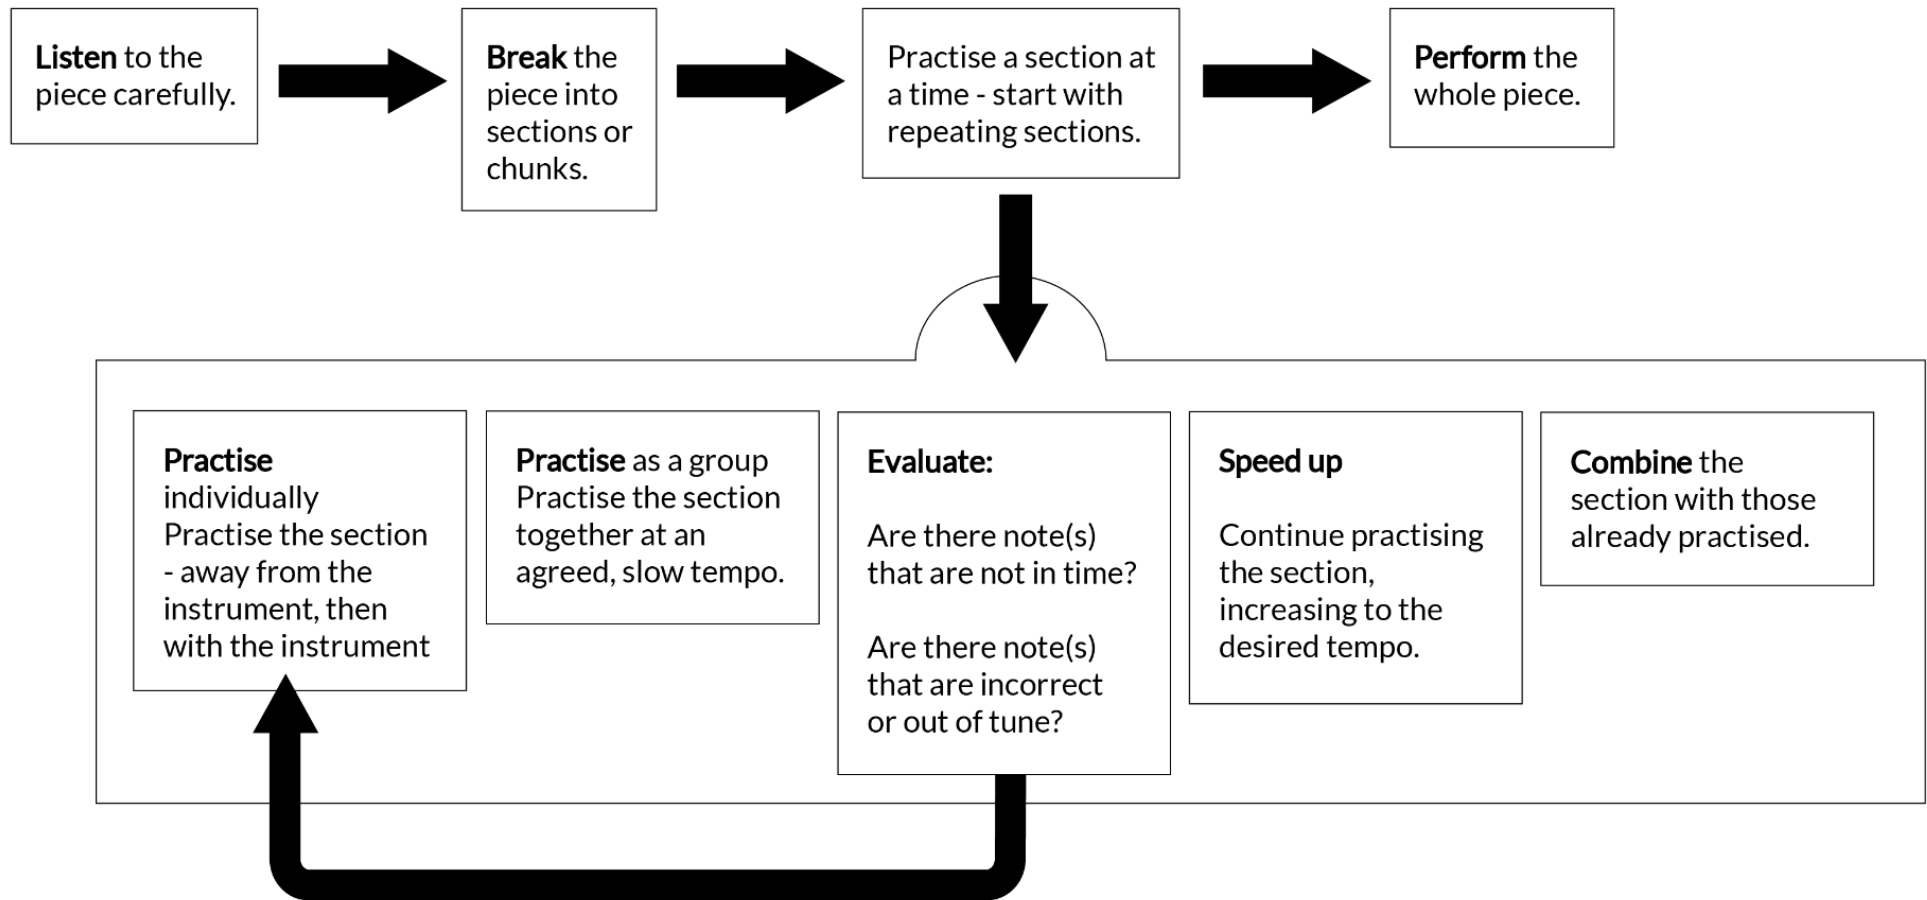 Listen to the
piece carefully.
Break the
piece into
sections or
chunks.
Practise a section at
a time - start with
repeating sections.
Perform the
whole piece.
Practise
individually
Practise the section
- away from the
instrument, then
with the instrument
Practise as a group
Practise the section
together at an
agreed, slow tempo.
Evaluate:
Are there note(s)
that are not in time?
Are there note(s)
that are incorrect
or out of tune?
Speed up
Continue practising
the section,
increasing to the
desired tempo.
Combine the
section with those
already practised.